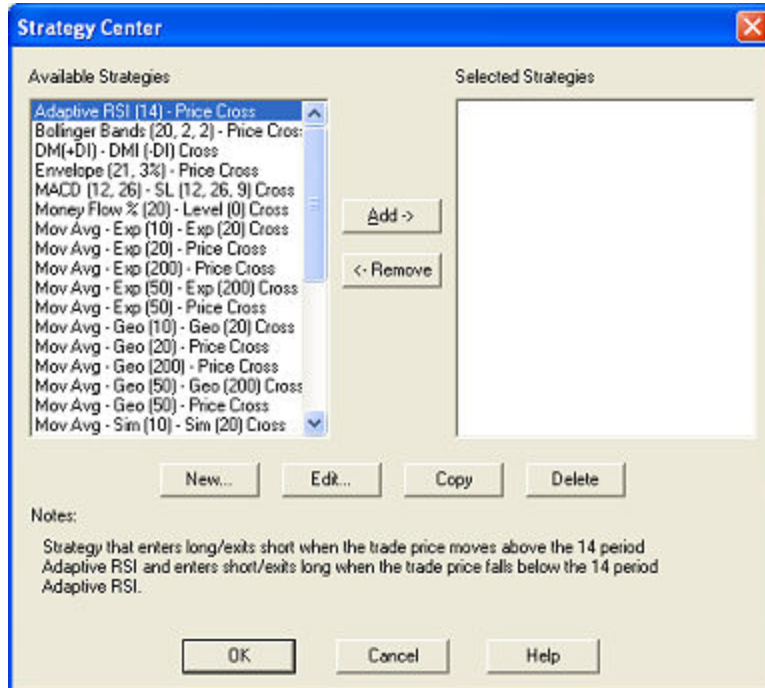 Strategy Center
Available Strategies
Selected Strategies
Adaptive RSI (14) - Price Cross
Bollinger Bands (20, 2, 2) - Price Cros
DM(+DI) - DMI (-DI) Cross
Envelope (21, 3%) - Price Cross
MACD (12, 26) - SL (12, 26, 9) Cross
Money Flow % (20) - Level (0) Cross
Mov Avg - Exp (10) - Exp (20) Cross
Mov Avg - Exp (20) - Price Cross
Mov Avg - Exp (200) - Price Cross
Mov Avg - Exp (50) - Exp (200) Cross
Mov Avg - Exp (50) - Price Cross
Mov Avg - Geo (10) - Geo (20) Cross
Mov Avg - Geo (20) - Price Cross
Mov Avg - Geo (200) - Price Cross
Mov Avg - Geo (50) - Geo (200) Cross
Mov Avg - Geo (50) - Price Cross
Mov Avg - Sim (10) - Sim (20) Cross
Add ->
<- Remove
New... Edit... Copy Delete
Notes:
Strategy that enters long/exits short when the trade price moves above the 14 period
Adaptive RSI and enters short/exits long when the trade price falls below the 14 period
Adaptive RSI.
OK Cancel Help